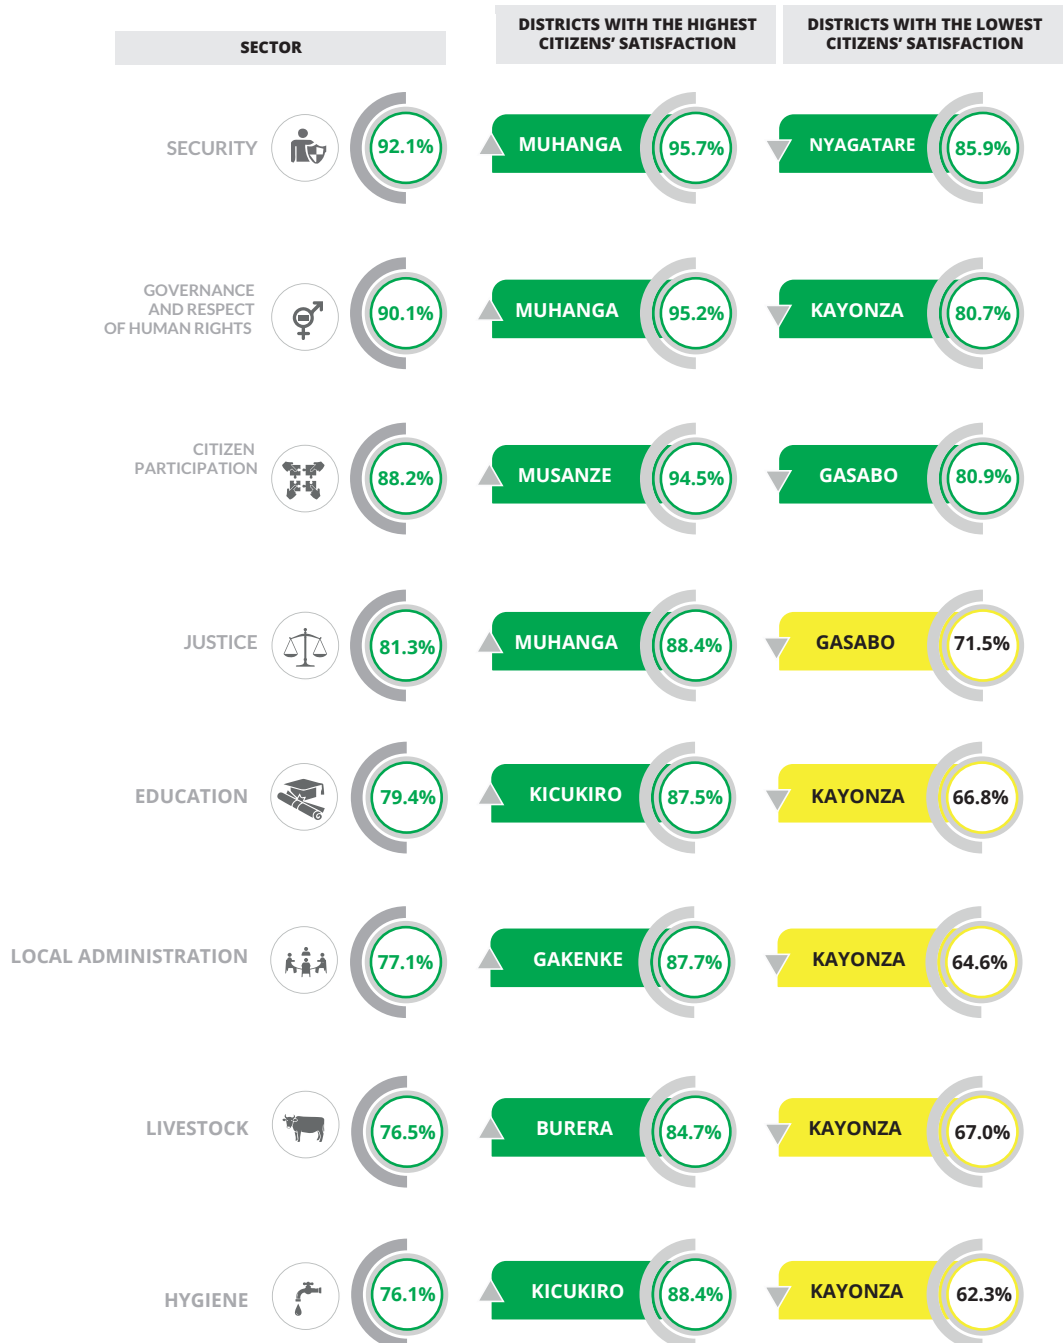 SECTOR
DISTRICTS WITH THE HIGHEST
CITIZENS' SATISFACTION
DISTRICTS WITH THE LOWEST
CITIZENS' SATISFACTION
SECURITY
92.1%
MUHANGA
95.7%
NYAGATARE
85.9%
GOVERNANCE
AND RESPECT
OF HUMAN RIGHTS
90.1%
MUHANGA
95.2%
KAYONZA
80.7%
CITIZEN
PARTICIPATION
88.2%
MUSANZE
94.5%
GASABO
80.9%
JUSTICE
81.3%
MUHANGA
88.4%
GASABO
71.5%
EDUCATION
79.4%
KICUKIRO
87.5%
KAYONZA
66.8%
LOCAL ADMINISTRATION
77.1%
GAKENKE
87.7%
KAYONZA
64.6%
LIVESTOCK
76.5%
BURERA
84.7%
KAYONZA
67.0%
HYGIENE
76.1%
KICUKIRO
88.4%
KAYONZA
62.3%